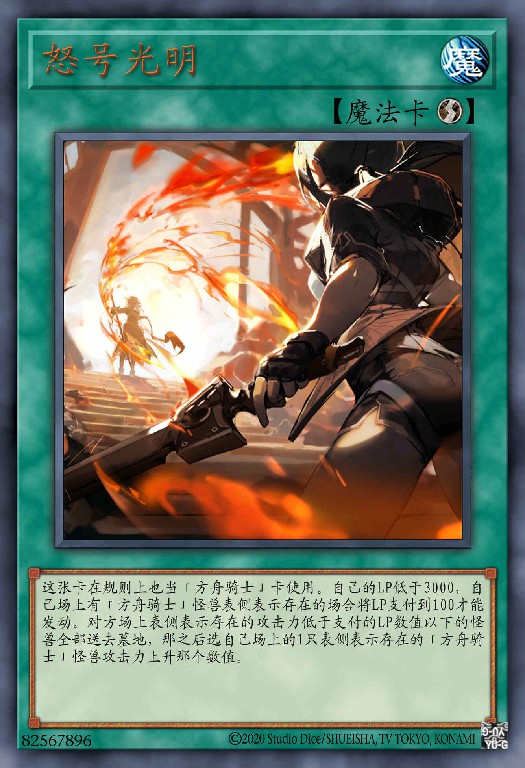 怒号光明
魔
【魔法卡】
这张卡在规则上也当「方舟骑士」卡使用。自己的LP低于3000，自
己场上有「方舟骑士」怪兽表侧表示存在的场合将LP支付到100才能
发动。对方场上表侧表示存在的攻击力低于支付的LP数值以下的怪
兽全部送去墓地，那之后选自己场上的1只表侧表示存在的「方舟骑
士」怪兽攻击力上升那个数值。
82567896
©2020 Studio Dice/SHUEISHA, TV TOKYO, KONAMI